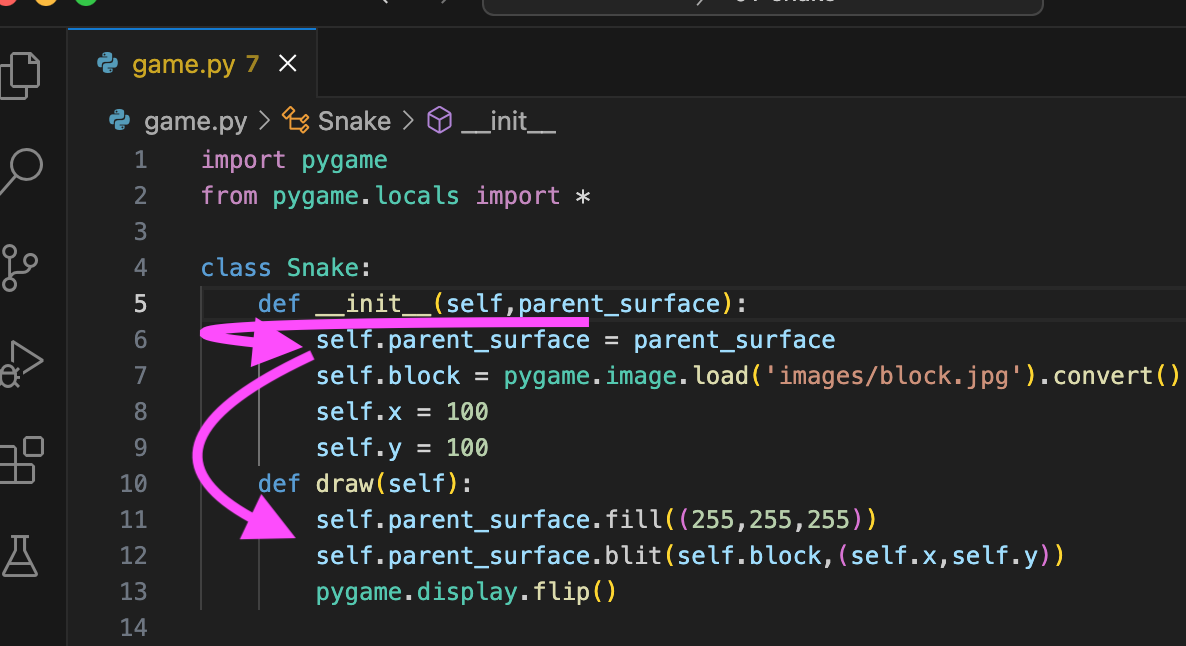 game.py 7
game.py > Snake > __init__
1 import pygame
2 from pygame.locals import *
3
4 class Snake:
5 def __init__(self,parent_surface):
6 self.parent_surface = parent_surface
7 self.block = pygame.image.load('images/block.jpg').convert()
8 self.x = 100
9 self.y = 100
10 def draw(self):
11 self.parent_surface.fill((255,255,255))
12 self.parent_surface.blit(self.block,(self.x,self.y))
13 pygame.display.flip()
14